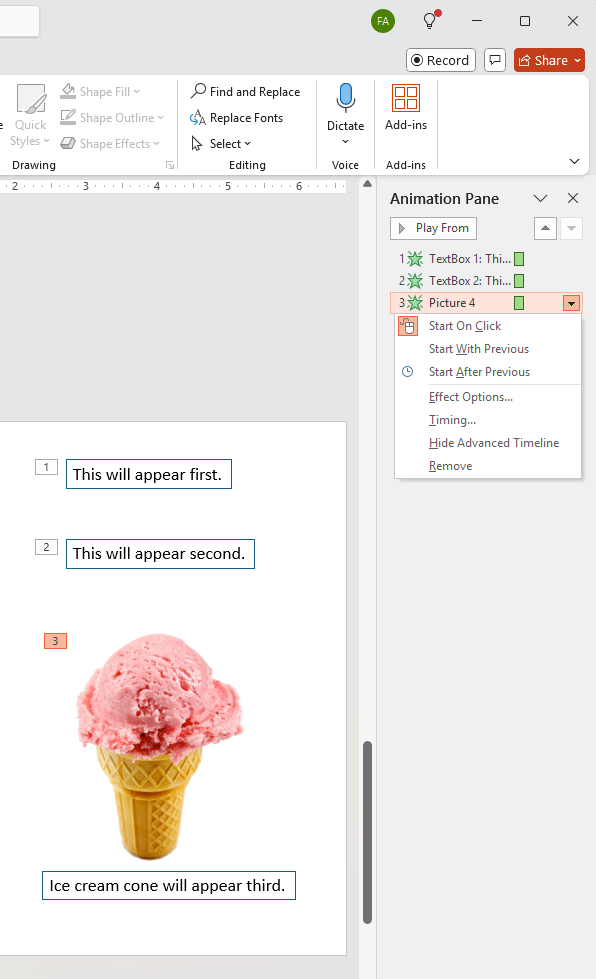 FA
Record
Share
Quick
Styles
Shape Fill
Shape Outline
Shape Effects
Drawing
Find and Replace
Replace Fonts
Select
Editing
Dictate
Voice
Add-ins
Add-ins
2 3 4 5 6
Animation Pane
Play From
1 TextBox 1: Thi...
2 TextBox 2: Thi...
3 Picture 4
Start On Click
Start With Previous
Start After Previous
Effect Options...
Timing...
Hide Advanced Timeline
Remove
1 This will appear first.
2 This will appear second.
3
Ice cream cone will appear third.